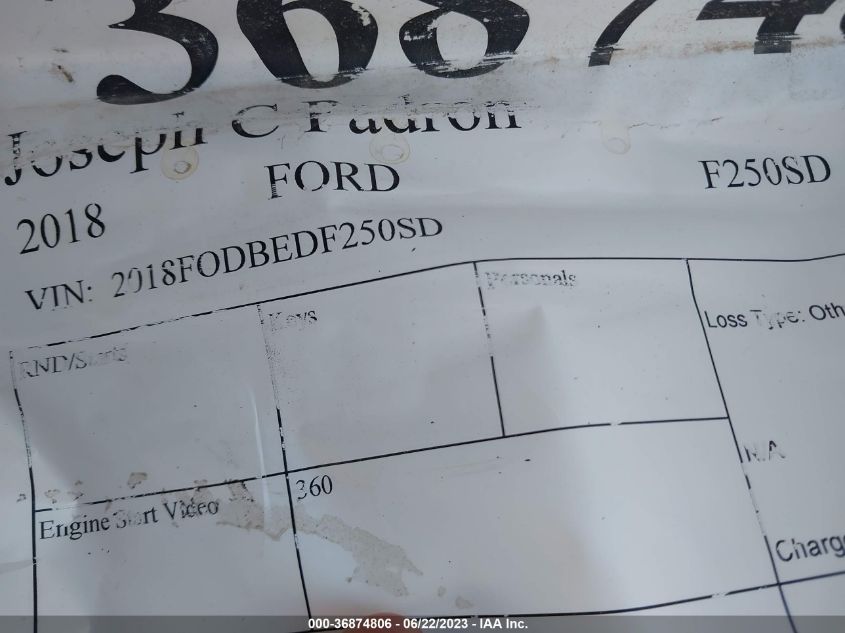 36874
Joseph C Padron
2018 FORD F250SD
VIN: 2018FODBEDF250SD
RND/Starts Keys Personals Loss Type: Oth
N/A
Engine Start Video 360 Charg
000-36874806 - 06/22/2023 - IAA Inc.